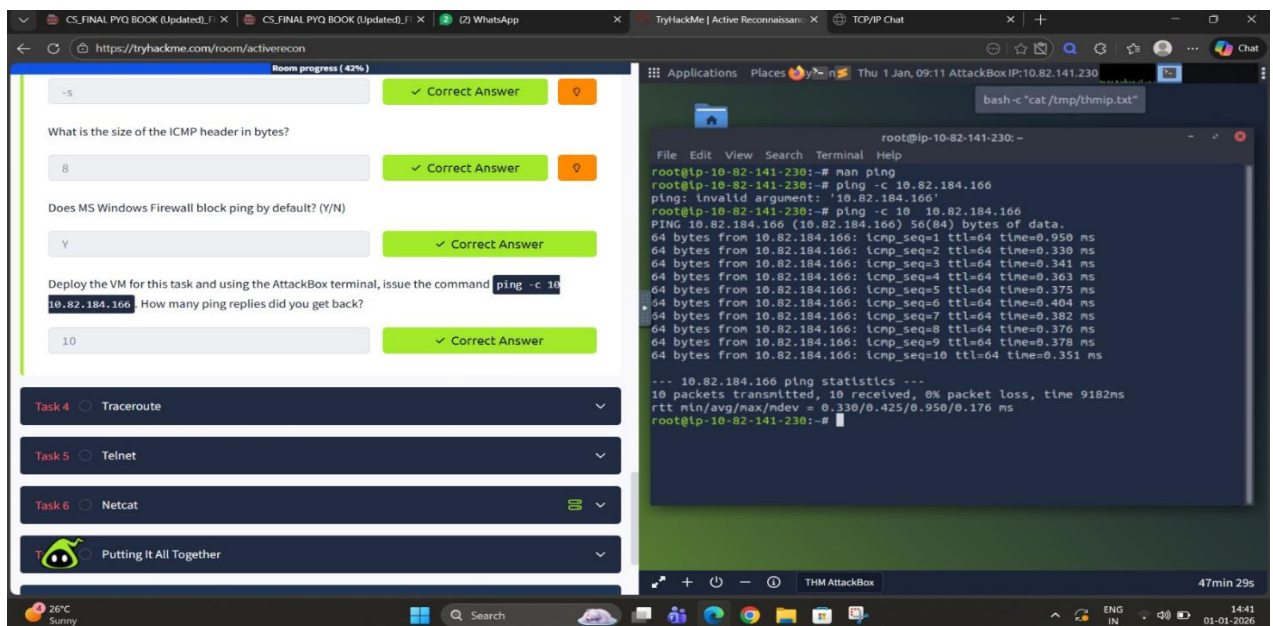 CS_FINAL PYQ BOOK (Updated)_F
CS_FINAL PYQ BOOK (Updated)_F
(2) WhatsApp
TryHackMe | Active Reconnaissanc
TCP/IP Chat
https://tryhackme.com/room/activerecon
Chat
Room progress ( 42% )
-s
✓ Correct Answer
What is the size of the ICMP header in bytes?
8
✓ Correct Answer
Does MS Windows Firewall block ping by default? (Y/N)
Y
✓ Correct Answer
Deploy the VM for this task and using the AttackBox terminal, issue the command ping -c 10
10.82.184.166 . How many ping replies did you get back?
10
✓ Correct Answer
Task 4 Traceroute
Task 5 Telnet
Task 6 Netcat
T Putting It All Together
Applications Places Thu 1 Jan, 09:11 AttackBox IP:10.82.141.230
bash -c "cat /tmp/thmip.txt"
root@ip-10-82-141-230: ~
File Edit View Search Terminal Help
root@ip-10-82-141-230:~# man ping
root@ip-10-82-141-230:~# ping -c 10.82.184.166
ping: invalid argument: '10.82.184.166'
root@ip-10-82-141-230:~# ping -c 10  10.82.184.166
PING 10.82.184.166 (10.82.184.166) 56(84) bytes of data.
64 bytes from 10.82.184.166: icmp_seq=1 ttl=64 time=0.950 ms
64 bytes from 10.82.184.166: icmp_seq=2 ttl=64 time=0.330 ms
64 bytes from 10.82.184.166: icmp_seq=3 ttl=64 time=0.341 ms
64 bytes from 10.82.184.166: icmp_seq=4 ttl=64 time=0.363 ms
64 bytes from 10.82.184.166: icmp_seq=5 ttl=64 time=0.375 ms
64 bytes from 10.82.184.166: icmp_seq=6 ttl=64 time=0.404 ms
64 bytes from 10.82.184.166: icmp_seq=7 ttl=64 time=0.382 ms
64 bytes from 10.82.184.166: icmp_seq=8 ttl=64 time=0.376 ms
64 bytes from 10.82.184.166: icmp_seq=9 ttl=64 time=0.378 ms
64 bytes from 10.82.184.166: icmp_seq=10 ttl=64 time=0.351 ms
--- 10.82.184.166 ping statistics ---
10 packets transmitted, 10 received, 0% packet loss, time 9182ms
rtt min/avg/max/mdev = 0.330/0.425/0.950/0.176 ms
root@ip-10-82-141-230:~#
THM AttackBox
47min 29s
26°C
Sunny
Search
ENG
IN
14:41
01-01-2026